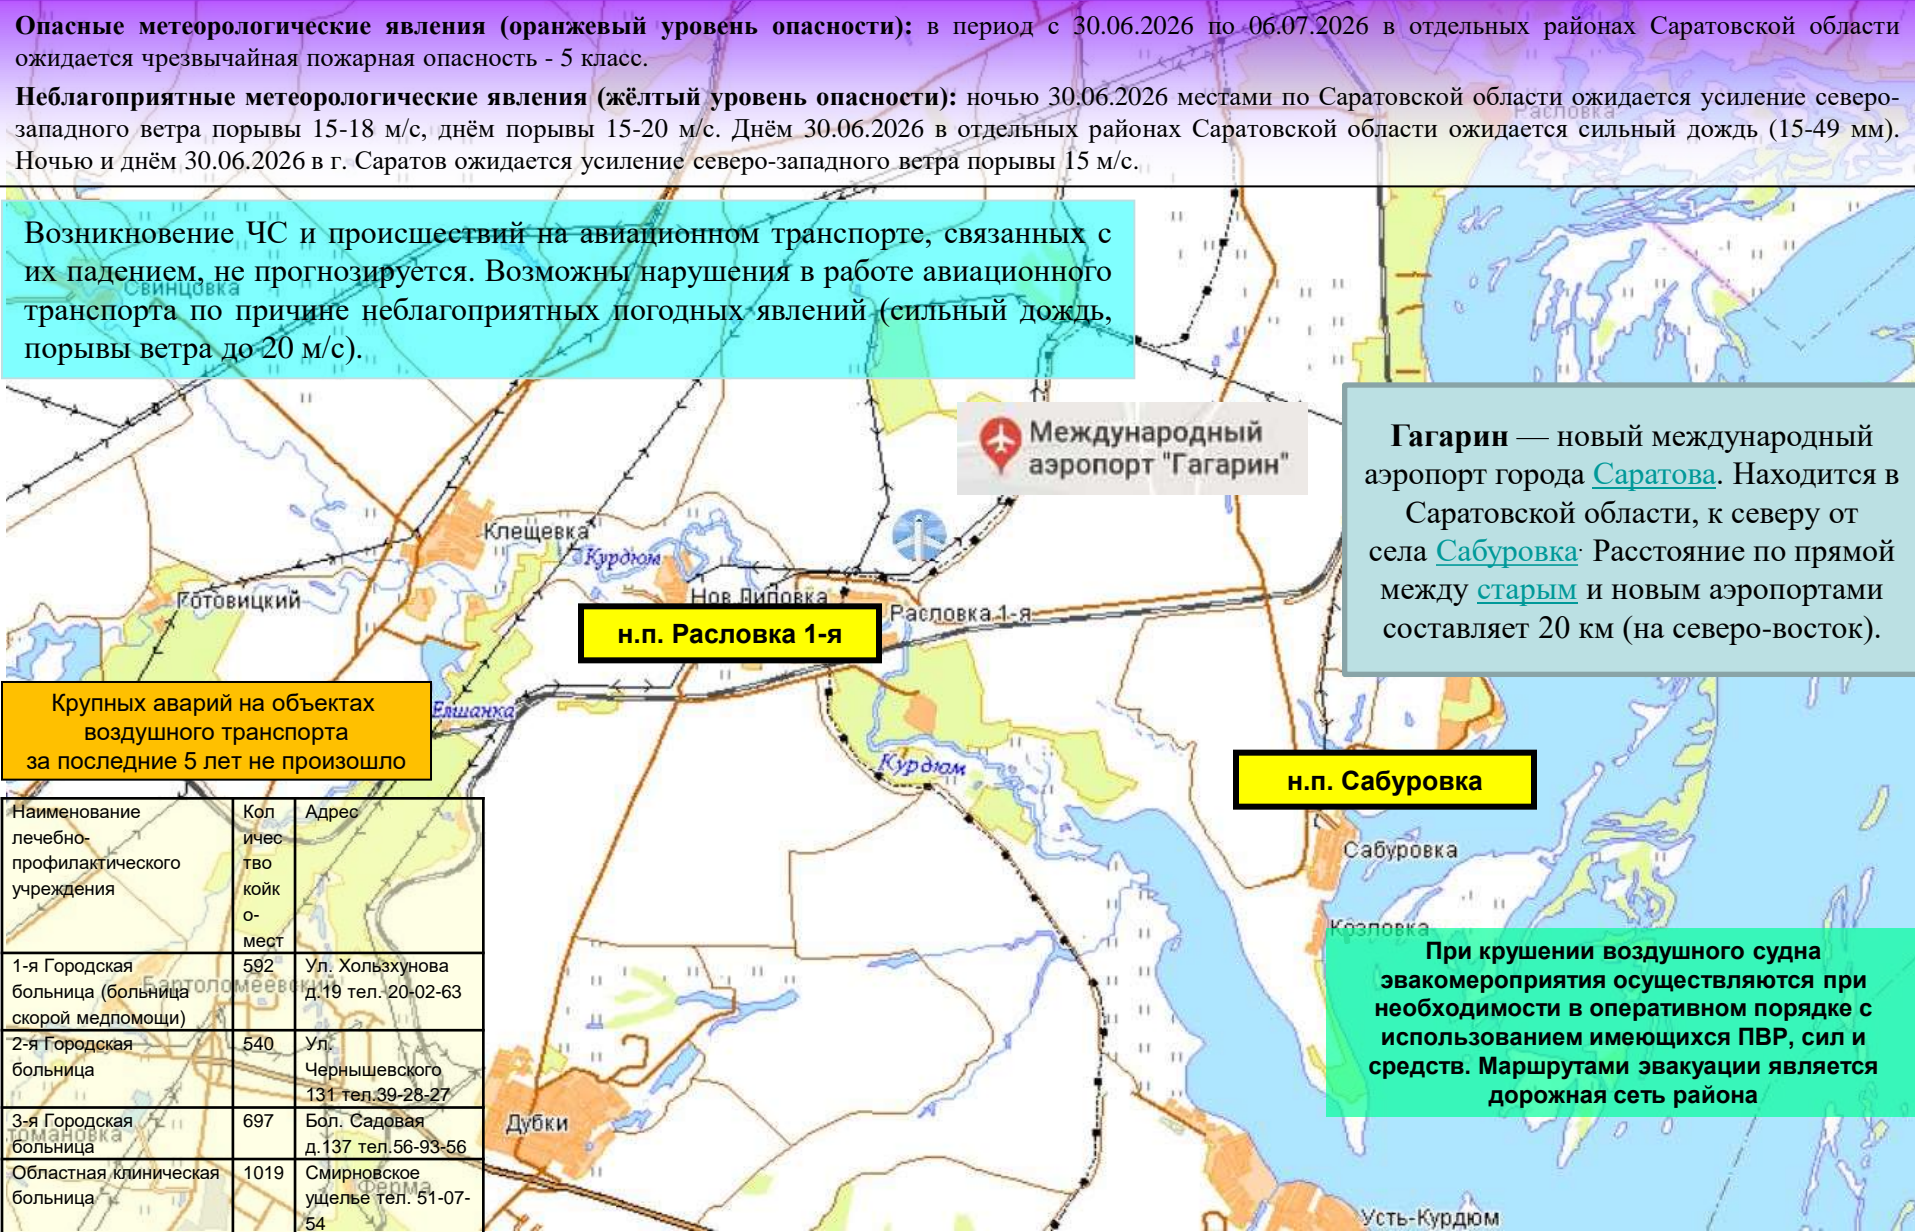 Опасные метеорологические явления (оранжевый уровень опасности): в период с 30.06.2026 по 06.07.2026 в отдельных районах Саратовской области
ожидается чрезвычайная пожарная опасность - 5 класс.
Неблагоприятные метеорологические явления (жёлтый уровень опасности): ночью 30.06.2026 местами по Саратовской области ожидается усиление северо-
западного ветра порывы 15-18 м/с, днём порывы 15-20 м/с. Днём 30.06.2026 в отдельных районах Саратовской области ожидается сильный дождь (15-49 мм).
Ночью и днём 30.06.2026 в г. Саратов ожидается усиление северо-западного ветра порывы 15 м/с.
Расловка
Возникновение ЧС и происшествий на авиационном транспорте, связанных с
их падением, не прогнозируется. Возможны нарушения в работе авиационного
транспорта по причине неблагоприятных погодных явлений (сильный дождь,
порывы ветра до 20 м/с).
Свинцовка
Международный
аэропорт "Гагарин"
Гагарин — новый международный
аэропорт города Саратова. Находится в
Саратовской области, к северу от
села Сабуровка. Расстояние по прямой
между старым и новым аэропортами
составляет 20 км (на северо-восток).
Клещевка
Курдюм
Готовицкий
Нов.Липовка
Расловка 1-я
н.п. Расловка 1-я
Елшанка
Крупных аварий на объектах
воздушного транспорта
за последние 5 лет не произошло
Курдюм
н.п. Сабуровка
Сабуровка
Козловка
При крушении воздушного судна
эвакомероприятия осуществляются при
необходимости в оперативном порядке с
использованием имеющихся ПВР, сил и
средств. Маршрутами эвакуации является
дорожная сеть района
Наименование
лечебно-
профилактического
учреждения
Кол
ичес
тво
койк
о-
мест
Адрес
1-я Городская
больница (больница
скорой медпомощи)
592
Ул. Хользхунова
д.19 тел. 20-02-63
Бартоломеевский
2-я Городская
больница
540
Ул.
Чернышевского
131 тел.39-28-27
3-я Городская
больница
697
Бол. Садовая
д.137 тел.56-93-56
томановка
Областная клиническая
больница
1019
Смирновское
ущелье тел. 51-07-
54
Ферма
Дубки
Усть-Курдюм